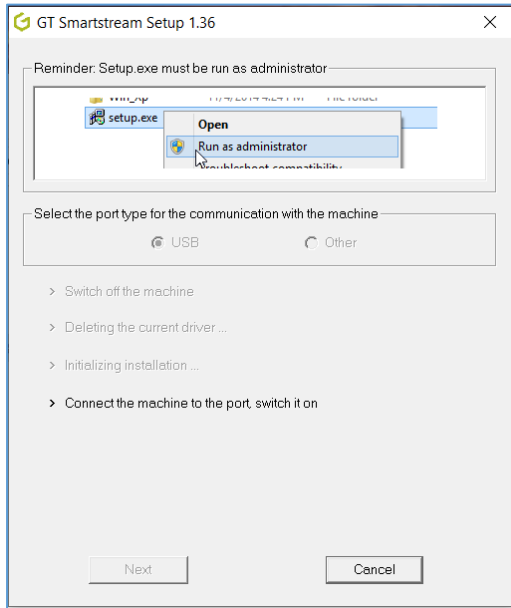 GT Smartstream Setup 1.36
Reminder: Setup.exe must be run as administrator
setup.exe
Open
Run as administrator
Select the port type for the communication with the machine
USB Other
> Switch off the machine
> Deleting the current driver ...
> Initializing installation ...
> Connect the machine to the port, switch it on
Next Cancel